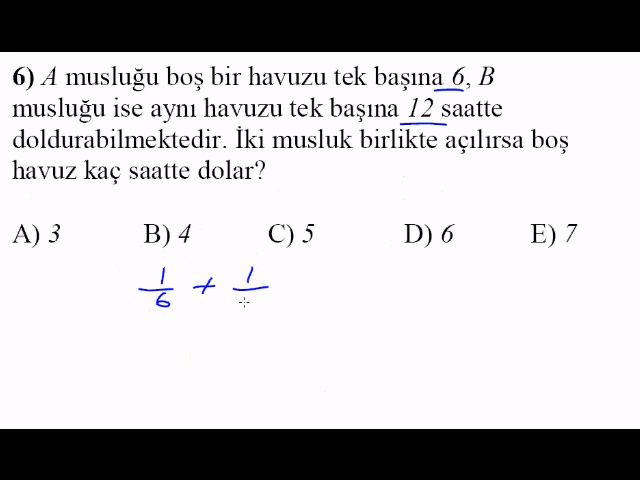 6) A musluğu boş bir havuzu tek başına 6, B
musluğu ise aynı havuzu tek başına 12 saatte
doldurabilmektedir. İki musluk birlikte açılırsa boş
havuz kaç saatte dolar?
A) 3 B) 4 C) 5 D) 6 E) 7
1/6 + 1/